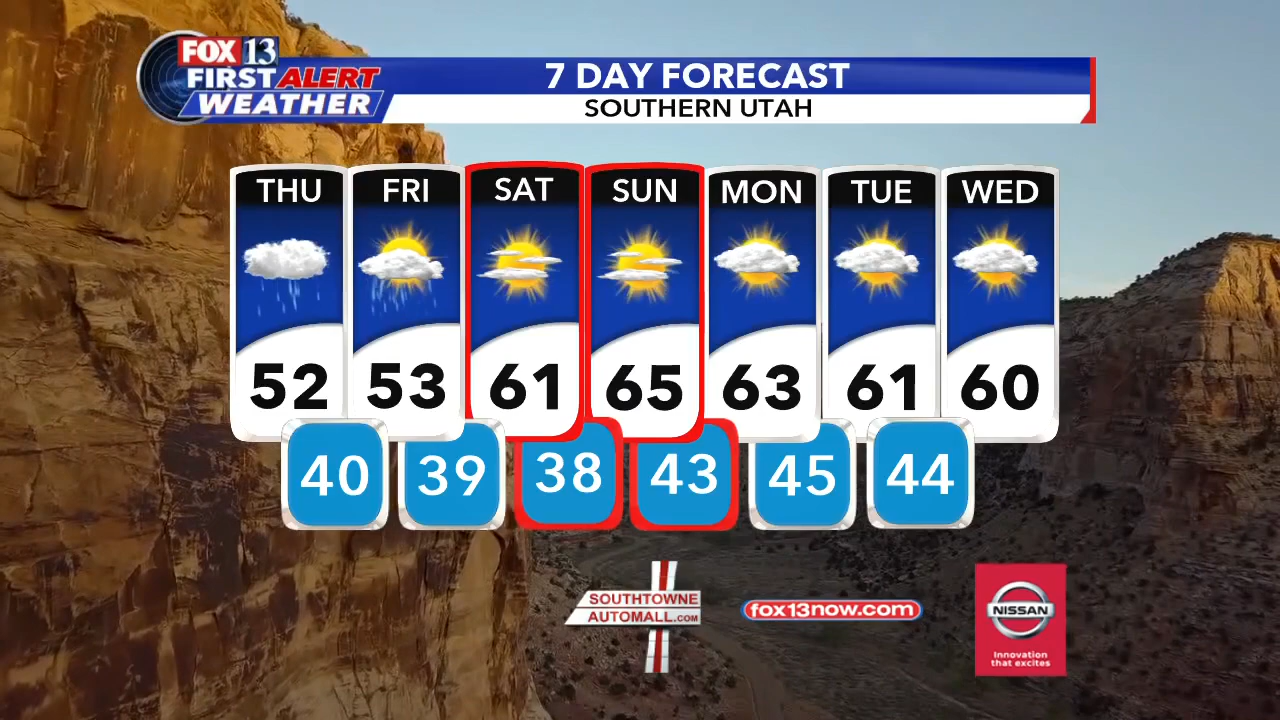 FOX 13
FIRST ALERT
WEATHER
7 DAY FORECAST
SOUTHERN UTAH
THU FRI SAT SUN MON TUE WED
52 53 61 65 63 61 60
40 39 38 43 45 44
SOUTHTOWNE
AUTOMALL.COM
fox13now.com
NISSAN
Innovation
that excites